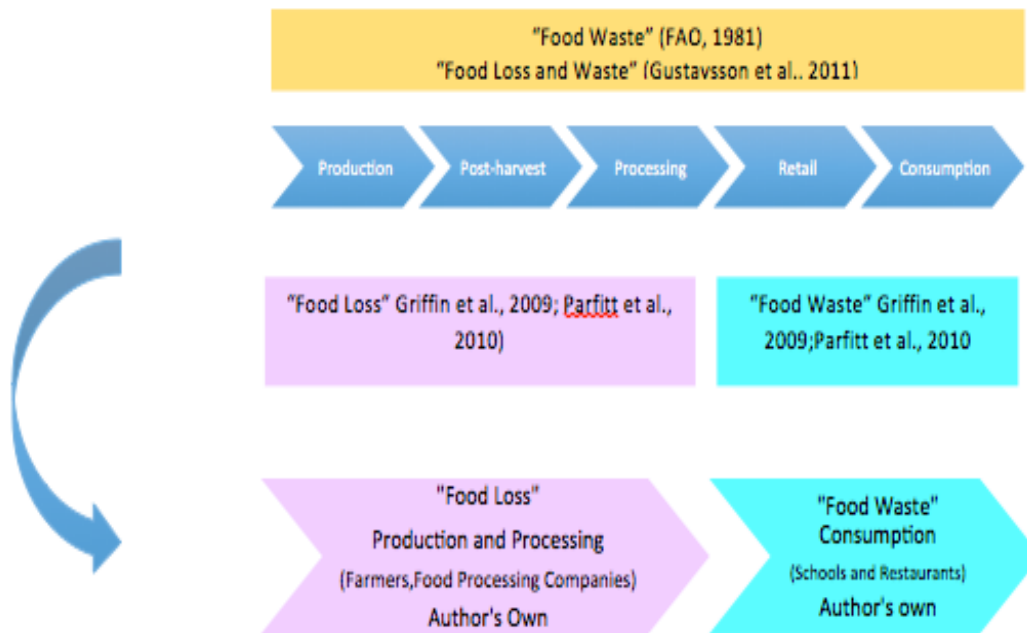 “Food Waste” (FAO, 1981)
“Food Loss and Waste” (Gustavsson et al., 2011)
Production
Post-harvest
Processing
Retail
Consumption
“Food Loss” Griffin et al., 2009; Parfitt et al.,
2010)
“Food Waste” Griffin et al.,
2009;Parfitt et al., 2010
"Food Loss"
Production and Processing
(Farmers,Food Processing Companies)
Author's Own
"Food Waste"
Consumption
(Schools and Restaurants)
Author's own